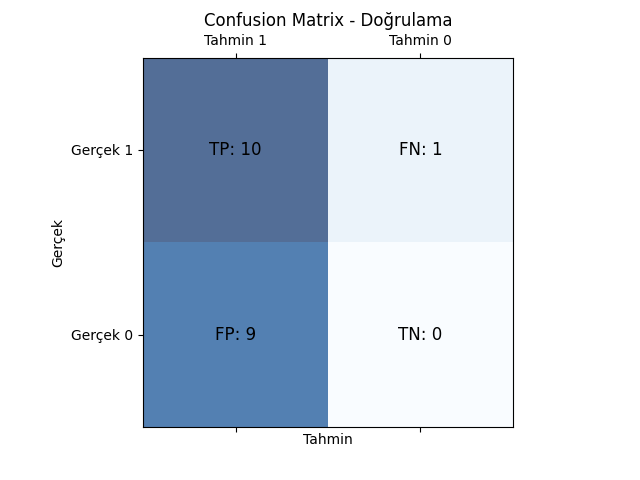 Confusion Matrix - Doğrulama
Tahmin 1 Tahmin 0
Gerçek 1 TP: 10 FN: 1
Gerçek
Gerçek 0 FP: 9 TN: 0
Tahmin